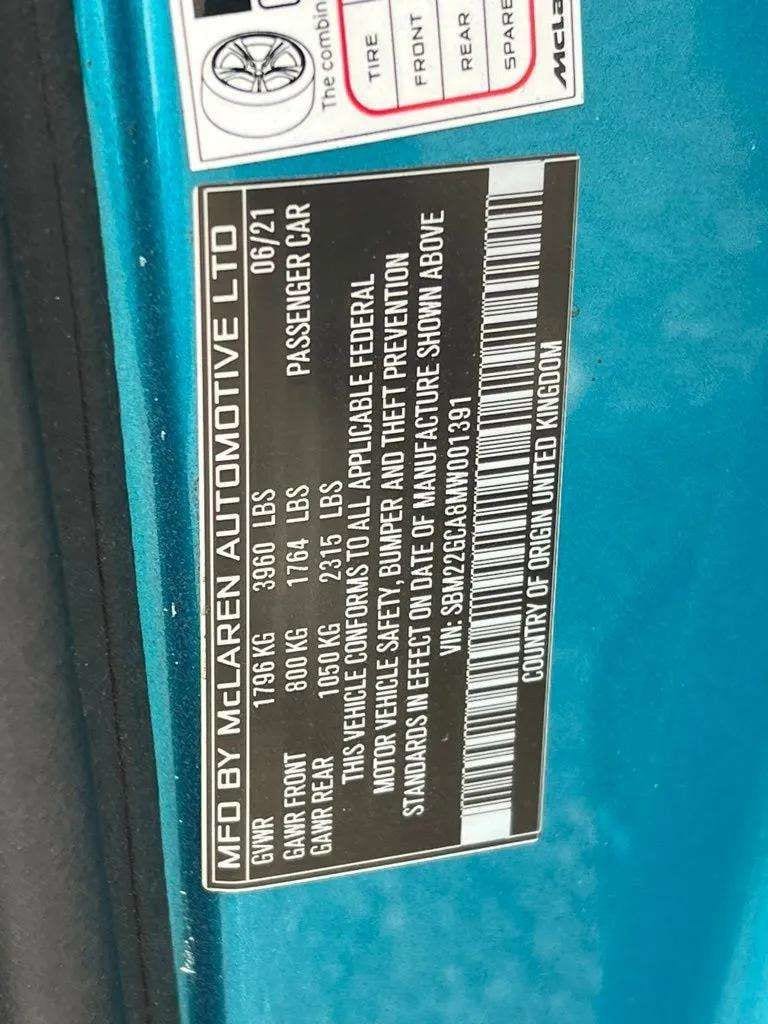 The combin
TIRE
FRONT
REAR
SPARE
McLa
MFD BY McLAREN AUTOMOTIVE LTD
GVWR 1796 KG 3960 LBS 06/21
GAWR FRONT 800 KG 1764 LBS PASSENGER CAR
GAWR REAR 1050 KG 2315 LBS
THIS VEHICLE CONFORMS TO ALL APPLICABLE FEDERAL
MOTOR VEHICLE SAFETY, BUMPER AND THEFT PREVENTION
STANDARDS IN EFFECT ON DATE OF MANUFACTURE SHOWN ABOVE
VIN: SBM22GCA8MW001391
COUNTRY OF ORIGIN UNITED KINGDOM